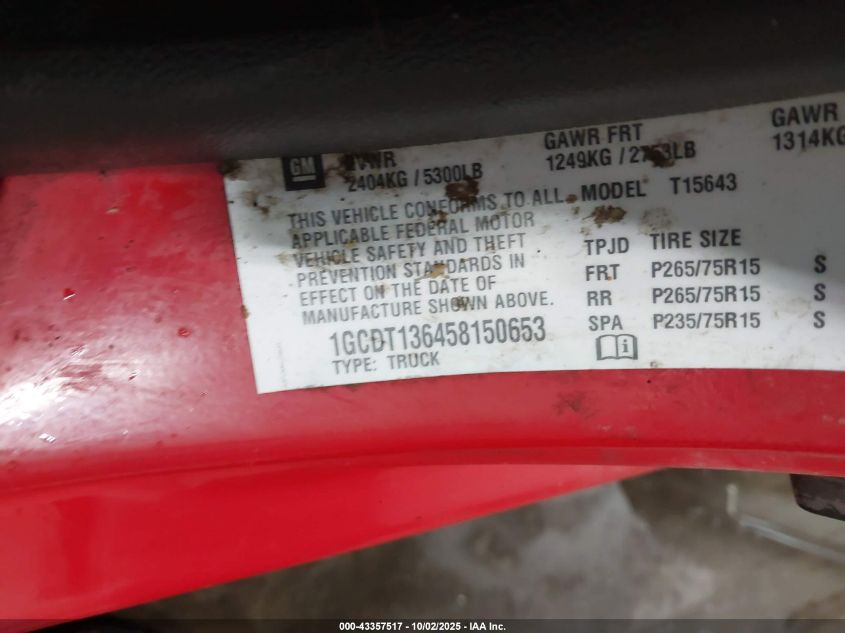 GM
GVWR
2404KG / 5300LB
GAWR FRT
1249KG / 2753LB
GAWR
1314KG
THIS VEHICLE CONFORMS TO ALL
APPLICABLE FEDERAL MOTOR
VEHICLE SAFETY AND THEFT
PREVENTION STANDARDS IN
EFFECT ON THE DATE OF
MANUFACTURE SHOWN ABOVE.
1GCDT136458150653
TYPE: TRUCK
MODEL T15643
TPJD TIRE SIZE
FRT P265/75R15 S
RR P265/75R15 S
SPA P235/75R15 S
000-43357517 - 10/02/2025 - IAA Inc.